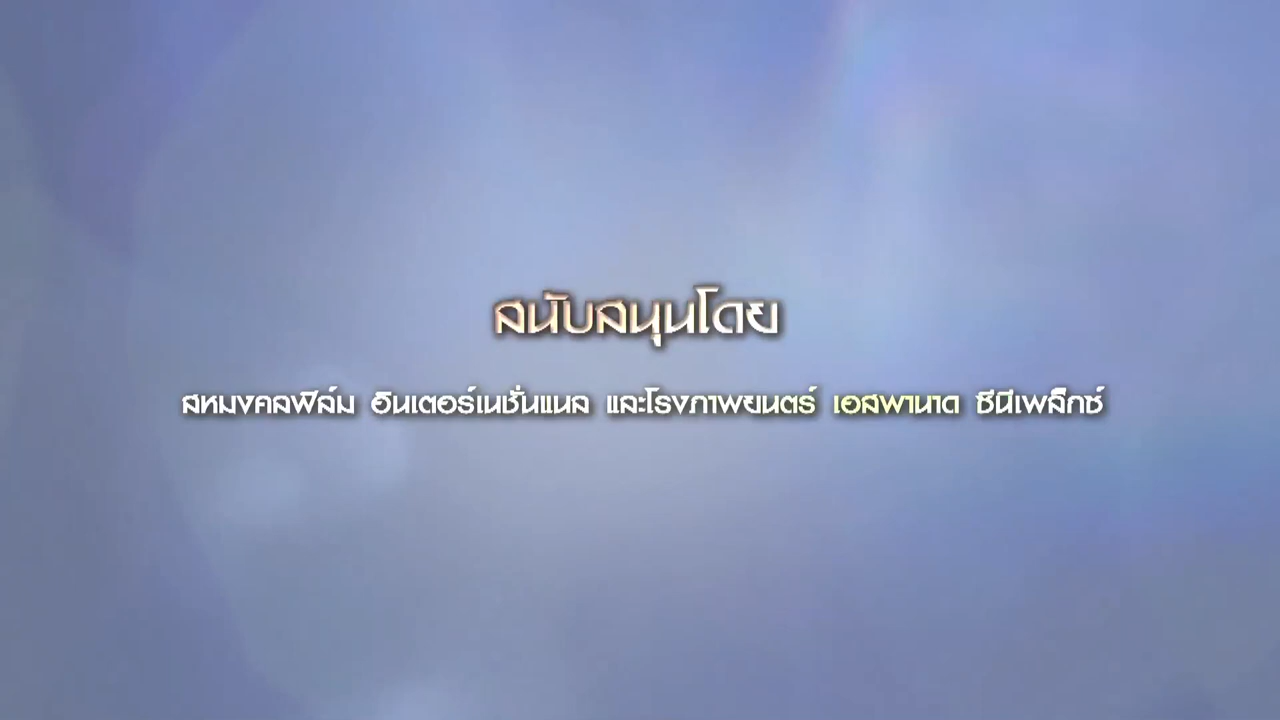 สนับสนุนโดย
สหมงคลฟิล์ม อินเตอร์เนชั่นแนล และโรงภาพยนตร์ เอสพานาด ซีนีเพล็กซ์